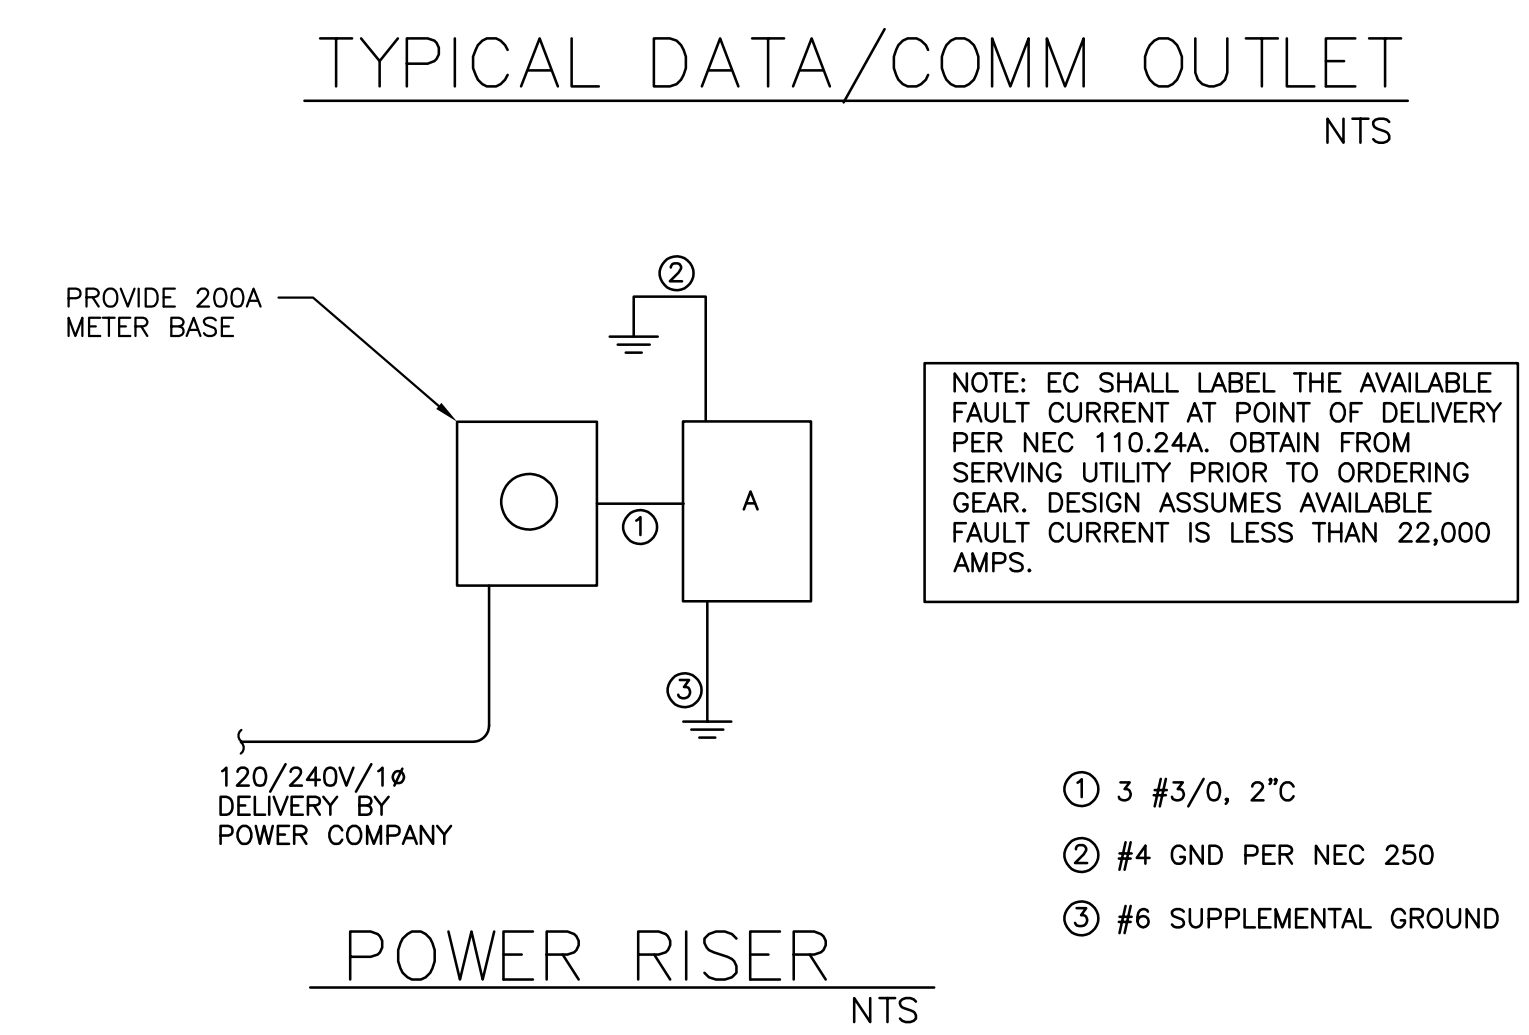 TYPICAL DATA/COMM OUTLET
NTS
2
PROVIDE 200A
METER BASE
NOTE: EC SHALL LABEL THE AVAILABLE
FAULT CURRENT AT POINT OF DELIVERY
PER NEC 110.24A. OBTAIN FROM
SERVING UTILITY PRIOR TO ORDERING
GEAR. DESIGN ASSUMES AVAILABLE
FAULT CURRENT IS LESS THAN 22,000
AMPS.
A
1
3
120/240V/1ø
DELIVERY BY
POWER COMPANY
1 3 #3/0, 2"C
2 #4 GND PER NEC 250
3 #6 SUPPLEMENTAL GROUND
POWER RISER
NTS